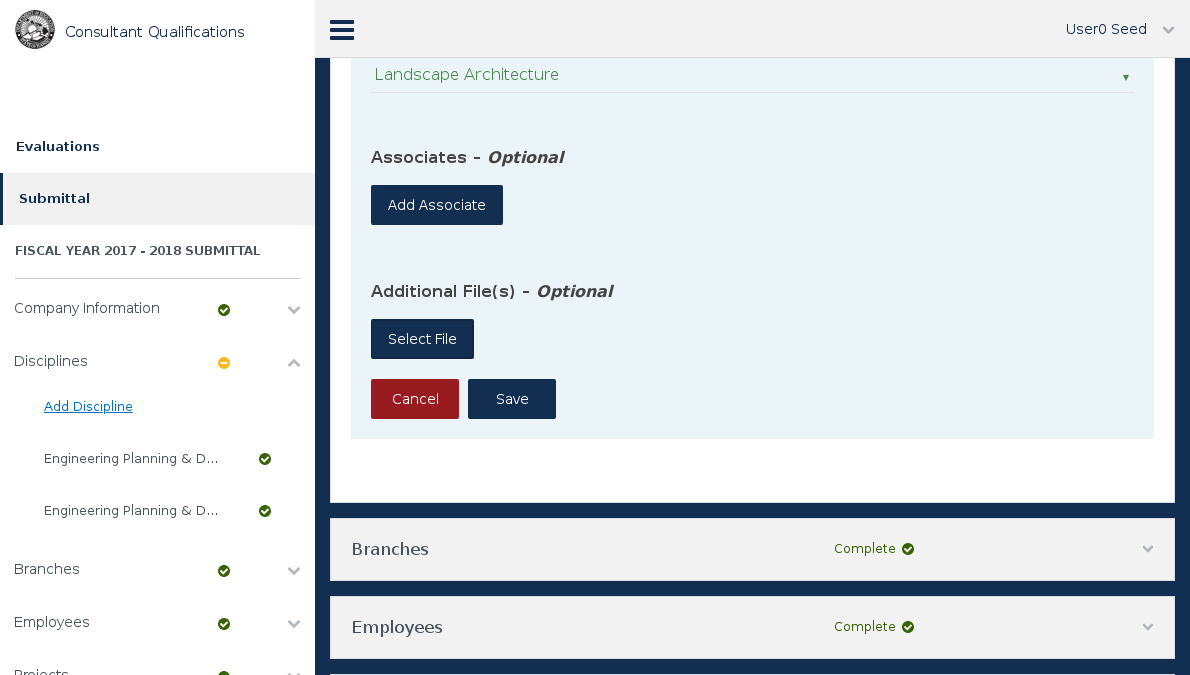 Consultant Qualifications
User0 Seed
Evaluations
Submittal
FISCAL YEAR 2017 - 2018 SUBMITTAL
Company Information
Disciplines
Add Discipline
Engineering Planning & D...
Engineering Planning & D...
Branches
Employees
Projects
Landscape Architecture
Associates - Optional
Add Associate
Additional File(s) - Optional
Select File
Cancel Save
Branches Complete
Employees Complete